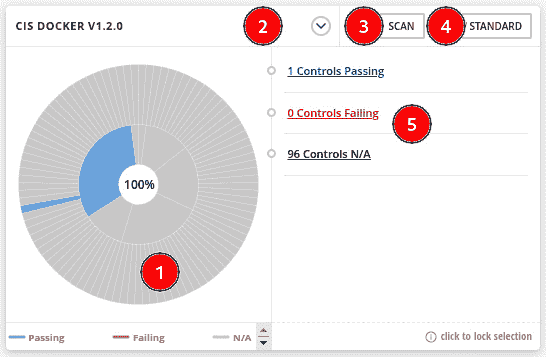 CIS DOCKER V1.2.0
2
3
SCAN
4
STANDARD
1 Controls Passing
0 Controls Failing
5
96 Controls N/A
100%
1
Passing
Failing
N/A
click to lock selection